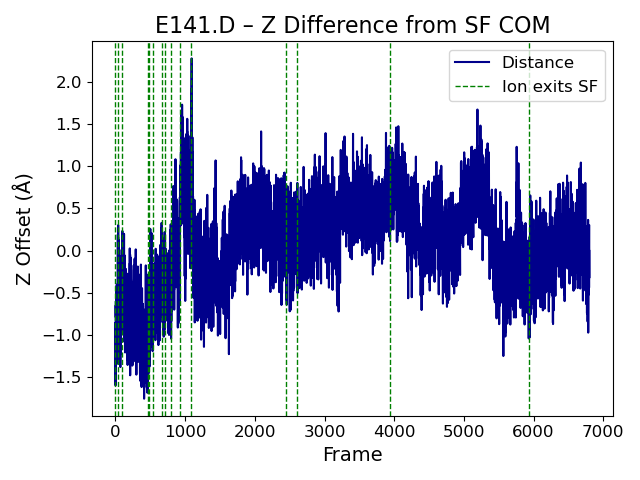 E141.D – Z Difference from SF COM
Distance
Ion exits SF
Z Offset (Å)
2.0
1.5
1.0
0.5
0.0
−0.5
−1.0
−1.5
0 1000 2000 3000 4000 5000 6000 7000
Frame